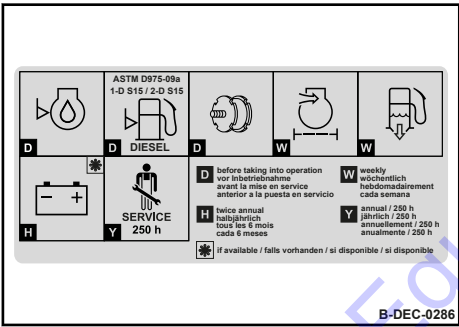 ASTM D975-09a
1-D S15 / 2-D S15
D
D
DIESEL
D
W
W
- +
H
Y
SERVICE
250 h
D
before taking into operation
vor Inbetriebnahme
avant la mise en service
anterior a la puesta en servicio
W
weekly
wöchentlich
hebdomadairement
cada semana
H
twice annual
halbjährlich
tous les 6 mois
cada 6 meses
Y
annual / 250 h
jährlich / 250 h
annuellement / 250 h
anualmente / 250 h
if available / falls vorhanden / si disponible / si disponible
B-DEC-0286